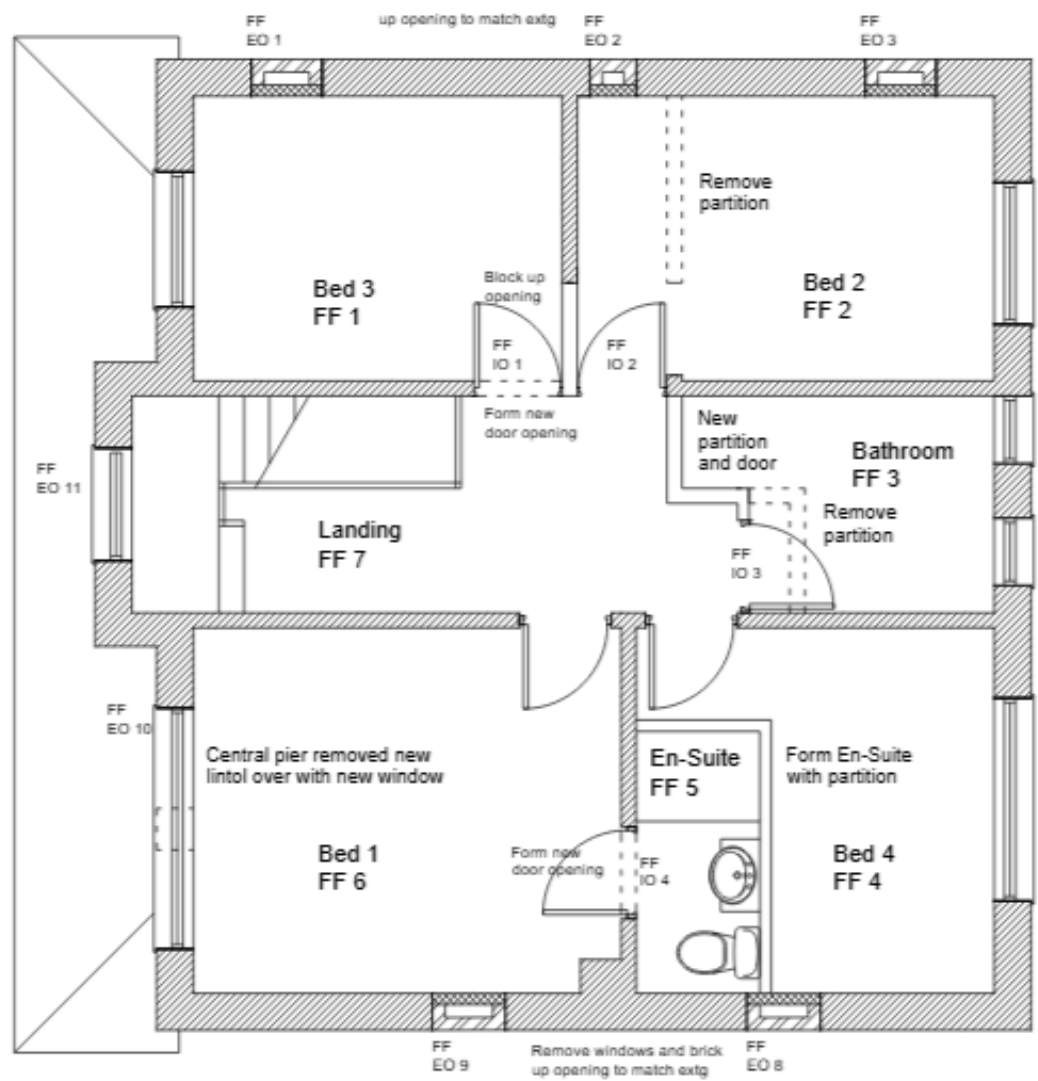 FF
EO 1
up opening to match extg
FF
EO 2
FF
EO 3
Remove
partition
Bed 3
FF 1
Block up
opening
Bed 2
FF 2
FF
IO 1
FF
IO 2
Form new
door opening
New
partition
and door
Bathroom
FF 3
FF
EO 11
Landing
FF 7
Remove
partition
FF
IO 3
FF
EO 10
Central pier removed new
lintol over with new window
En-Suite
FF 5
Form En-Suite
with partition
Bed 1
FF 6
Form new
door opening
FF
IO 4
Bed 4
FF 4
FF
EO 9
Remove windows and brick
up opening to match extg
FF
EO 8